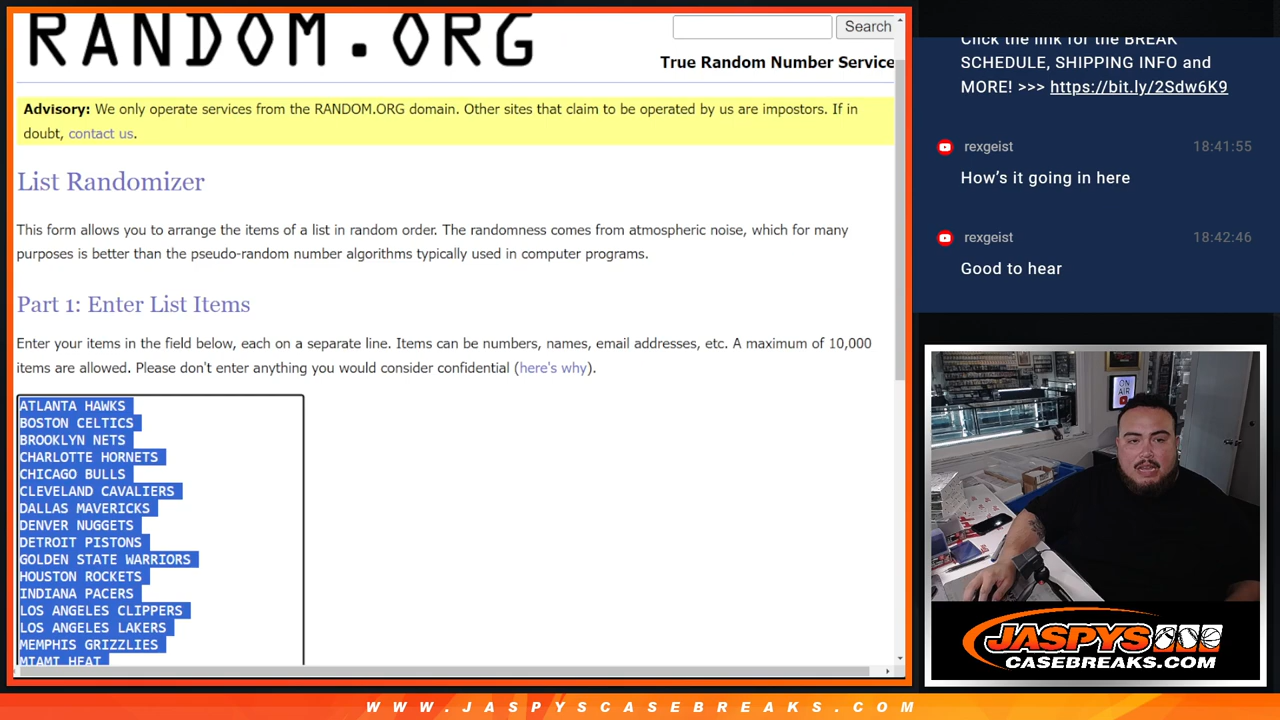 RANDOM.ORG
Search
True Random Number Service
Advisory: We only operate services from the RANDOM.ORG domain. Other sites that claim to be operated by us are impostors. If in
doubt, contact us.
List Randomizer
This form allows you to arrange the items of a list in random order. The randomness comes from atmospheric noise, which for many
purposes is better than the pseudo-random number algorithms typically used in computer programs.
Part 1: Enter List Items
Enter your items in the field below, each on a separate line. Items can be numbers, names, email addresses, etc. A maximum of 10,000
items are allowed. Please don't enter anything you would consider confidential (here's why).
ATLANTA HAWKS
BOSTON CELTICS
BROOKLYN NETS
CHARLOTTE HORNETS
CHICAGO BULLS
CLEVELAND CAVALIERS
DALLAS MAVERICKS
DENVER NUGGETS
DETROIT PISTONS
GOLDEN STATE WARRIORS
HOUSTON ROCKETS
INDIANA PACERS
LOS ANGELES CLIPPERS
LOS ANGELES LAKERS
MEMPHIS GRIZZLIES
MIAMI HEAT
Click the link for the BREAK
SCHEDULE, SHIPPING INFO and
MORE! >>> https://bit.ly/2Sdw6K9
rexgeist 18:41:55
How's it going in here
rexgeist 18:42:46
Good to hear
ON AIR
JASPYS
CASEBREAKS.COM
WWW.JASPYSCASEBREAKS.COM